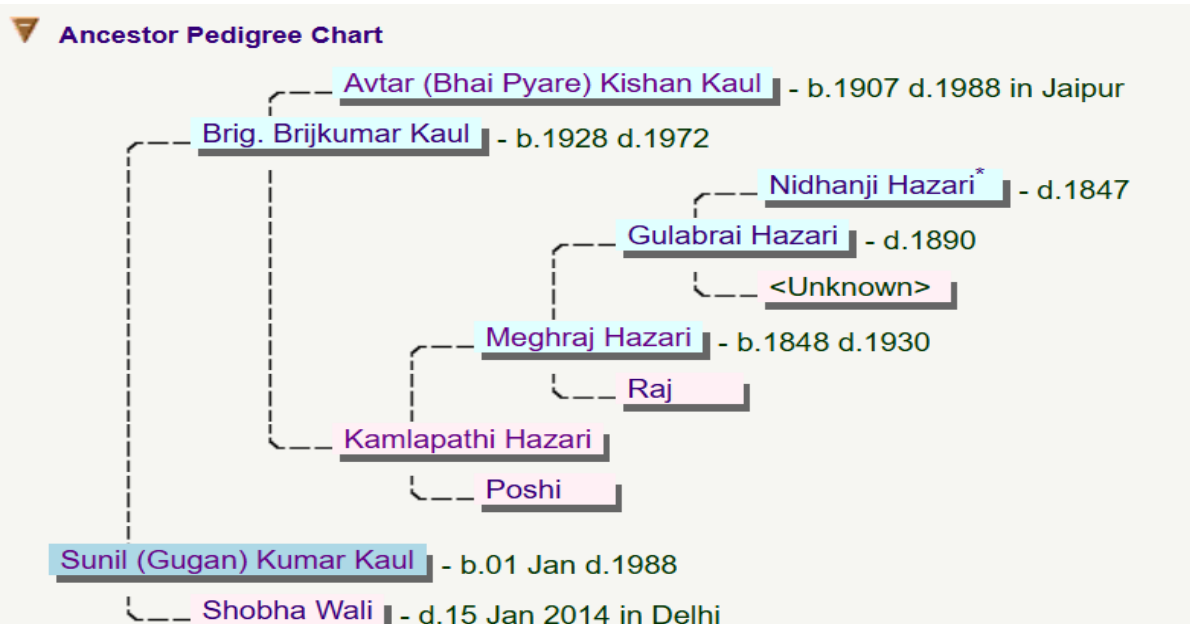 Ancestor Pedigree Chart
Avtar (Bhai Pyare) Kishan Kaul - b.1907 d.1988 in Jaipur
Brig. Brijkumar Kaul - b.1928 d.1972
Nidhanji Hazari* - d.1847
Gulabrai Hazari - d.1890
<Unknown>
Meghraj Hazari - b.1848 d.1930
Raj
Kamlapathi Hazari
Poshi
Sunil (Gugan) Kumar Kaul - b.01 Jan d.1988
Shobha Wali - d.15 Jan 2014 in Delhi